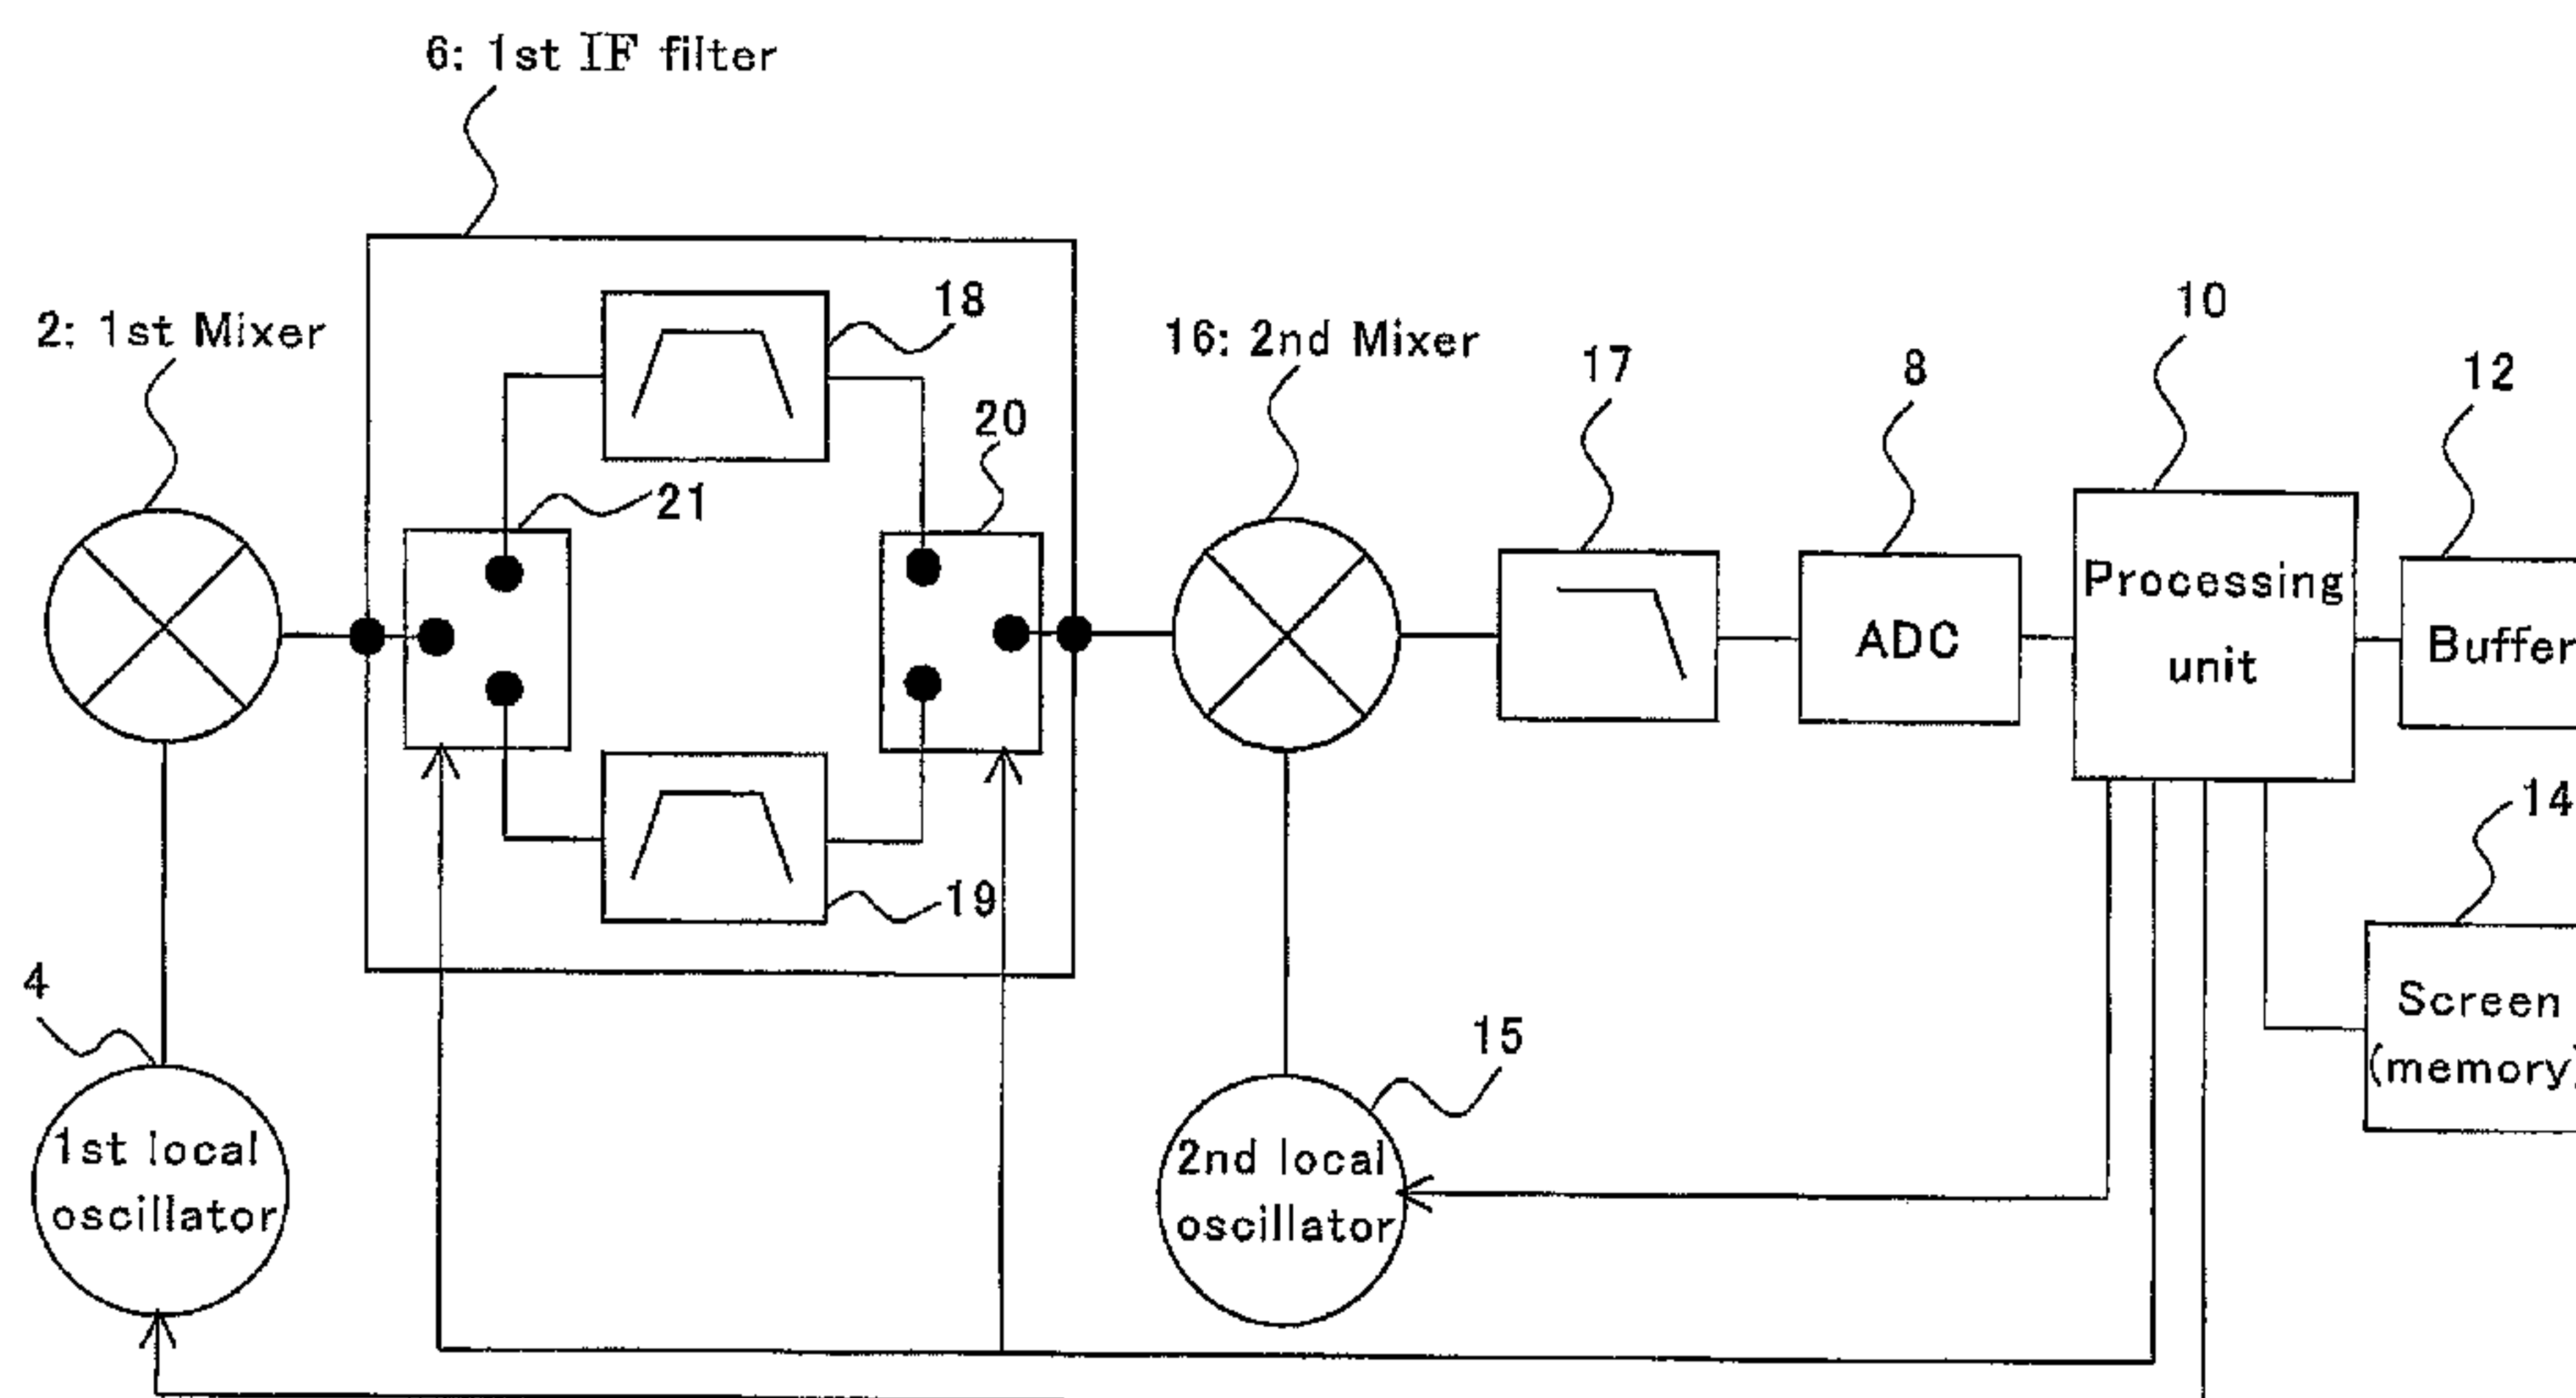 6: 1st IF filter
2: 1st Mixer
18
16: 2nd Mixer
17
8
10
12
20
21
Processing
unit
ADC
Buffer
14
19
4
Screen
(memory)
15
1st local
oscillator
2nd local
oscillator